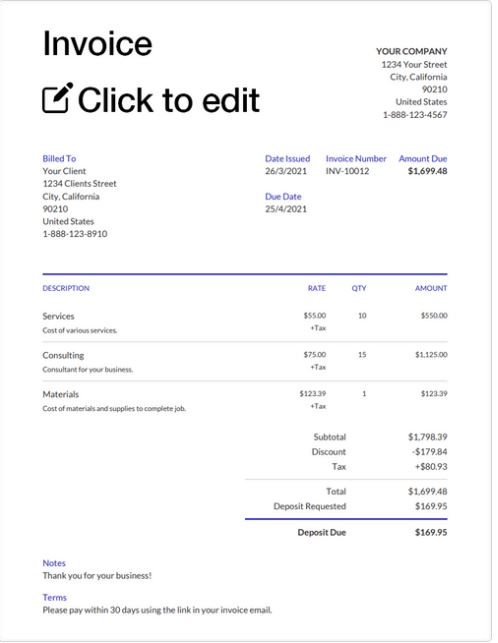 Invoice
Click to edit
YOUR COMPANY
1234 Your Street
City, California
90210
United States
1-888-123-4567
Billed To
Your Client
1234 Clients Street
City, California
90210
United States
1-888-123-8910
Date Issued
26/3/2021
Due Date
25/4/2021
Invoice Number
INV-10012
Amount Due
$1,699.48
DESCRIPTION RATE QTY AMOUNT
Services $55.00 10 $550.00
Cost of various services. +Tax
Consulting $75.00 15 $1,125.00
Consultant for your business. +Tax
Materials $123.39 1 $123.39
Cost of materials and supplies to complete job. +Tax
Subtotal $1,798.39
Discount -$179.84
Tax +$80.93
Total $1,699.48
Deposit Requested $169.95
Deposit Due $169.95
Notes
Thank you for your business!
Terms
Please pay within 30 days using the link in your invoice email.